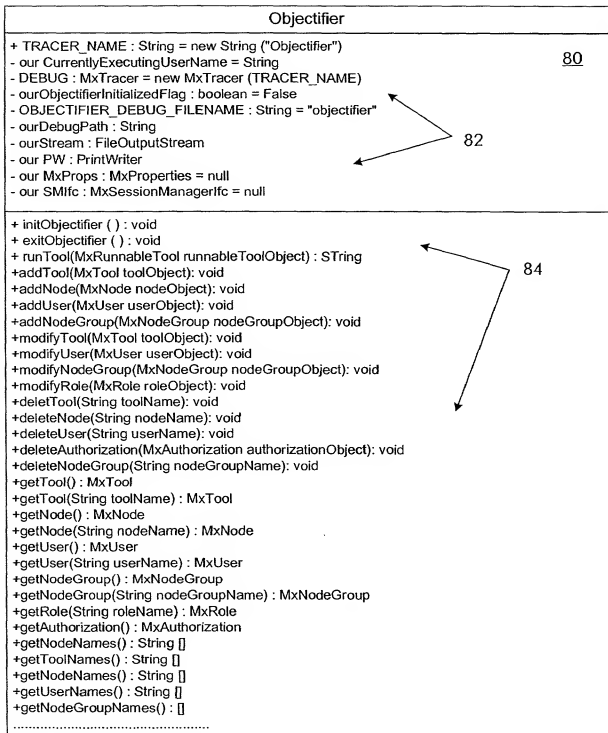 Objectifier
80
+ TRACER_NAME : String = new String ("Objectifier")
- our CurrentlyExecutingUserName = String
- DEBUG : MxTracer = new MxTracer (TRACER_NAME)
- ourObjectifierInitializedFlag : boolean = False
- OBJECTIFIER_DEBUG_FILENAME : String = "objectifier"
- ourDebugPath : String
- ourStream : FileOutputStream
- our PW : PrintWriter
- our MxProps : MxProperties = null
- our SMIfc : MxSessionManagerIfc = null
82
+ initObjectifier ( ) : void
+ exitObjectifier ( ) : void
+ runTool(MxRunnableTool runnableToolObject) : STring
+addTool(MxTool toolObject): void
+addNode(MxNode nodeObject): void
+addUser(MxUser userObject): void
+addNodeGroup(MxNodeGroup nodeGroupObject): void
+modifyTool(MxTool toolObject): void
+modifyUser(MxUser userObject): void
+modifyNodeGroup(MxNodeGroup nodeGroupObject): void
+modifyRole(MxRole roleObject): void
+deletTool(String toolName): void
+deleteNode(String nodeName): void
+deleteUser(String userName): void
+deleteAuthorization(MxAuthorization authorizationObject): void
+deleteNodeGroup(String nodeGroupName): void
+getTool() : MxTool
+getTool(String toolName) : MxTool
+getNode() : MxNode
+getNode(String nodeName) : MxNode
+getUser() : MxUser
+getUser(String userName) : MxUser
+getNodeGroup() : MxNodeGroup
+getNodeGroup(String nodeGroupName) : MxNodeGroup
+getRole(String roleName) : MxRole
+getAuthorization() : MxAuthorization
+getNodeNames() : String []
+getToolNames() : String []
+getNodeNames() : String []
+getUserNames() : String []
+getNodeGroupNames() : []
................................................
84